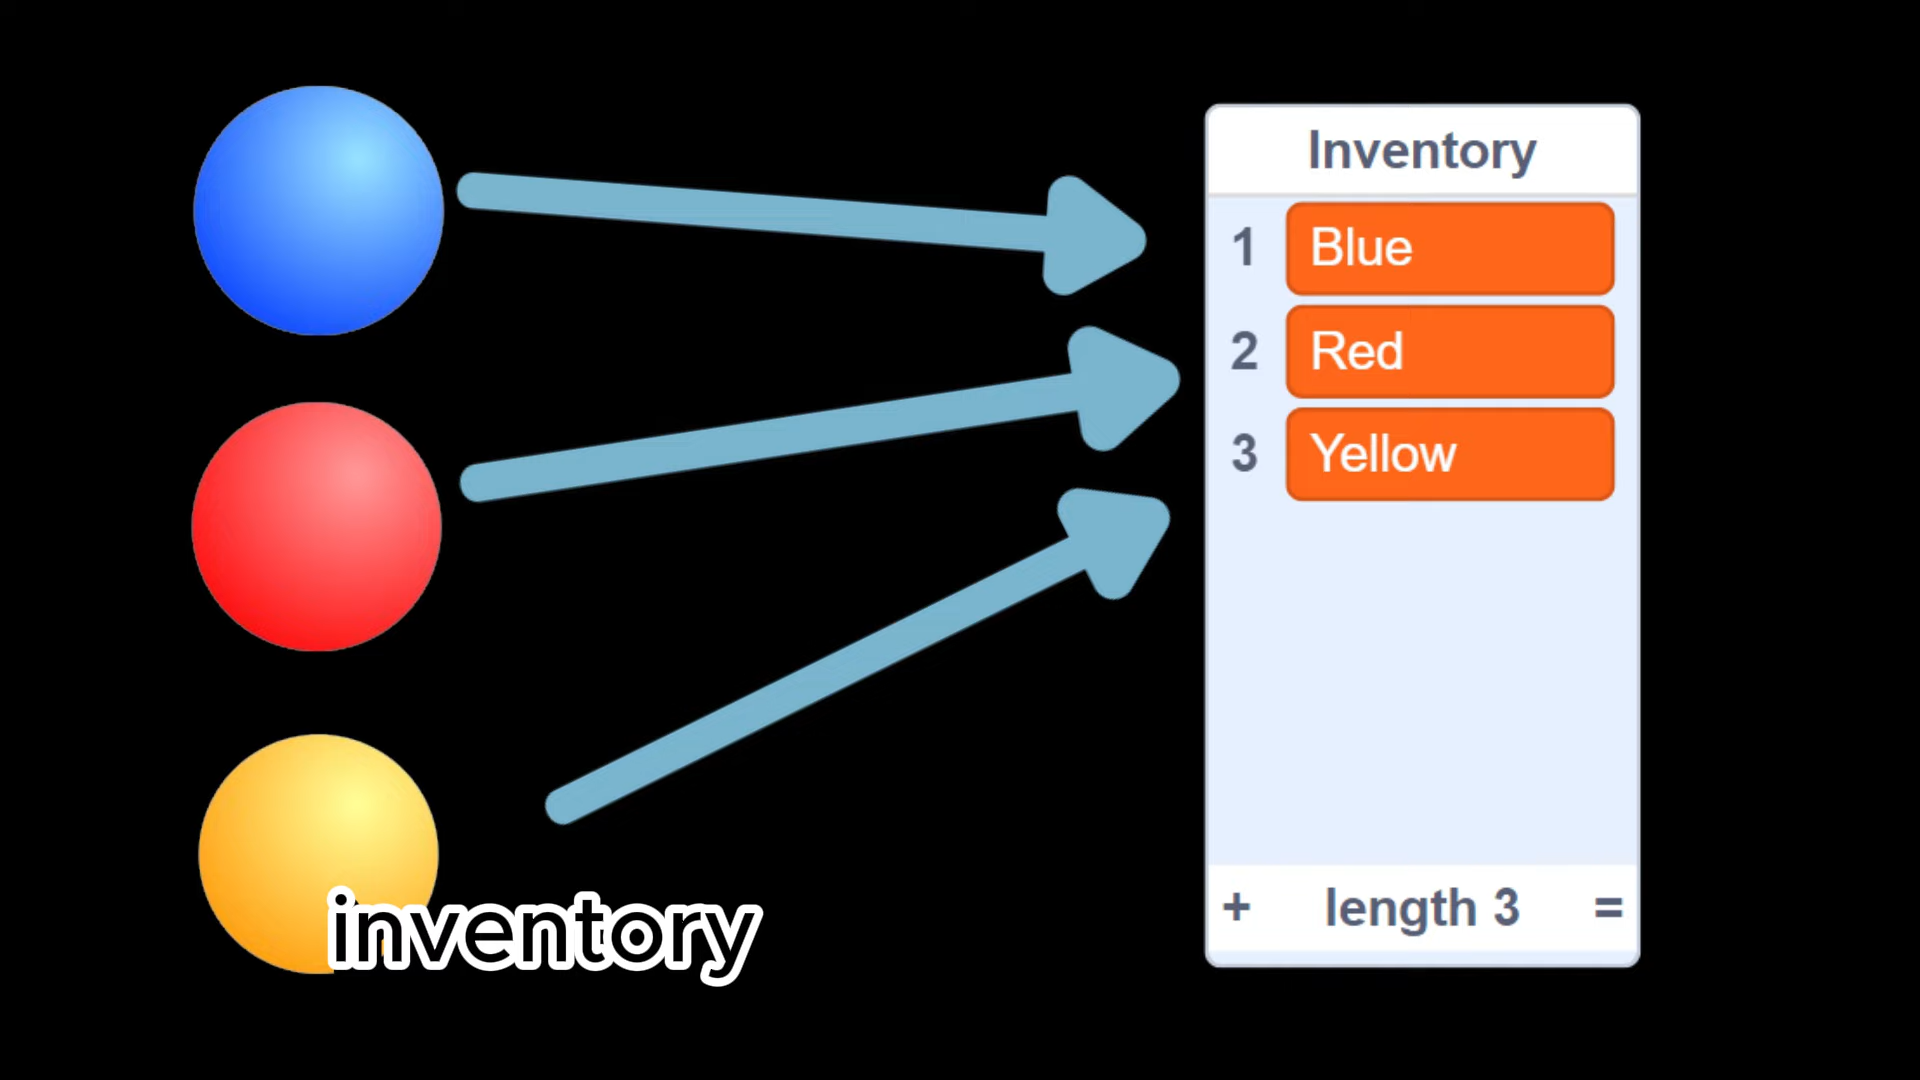 Inventory
1 Blue
2 Red
3 Yellow
+ length 3 =
inventory